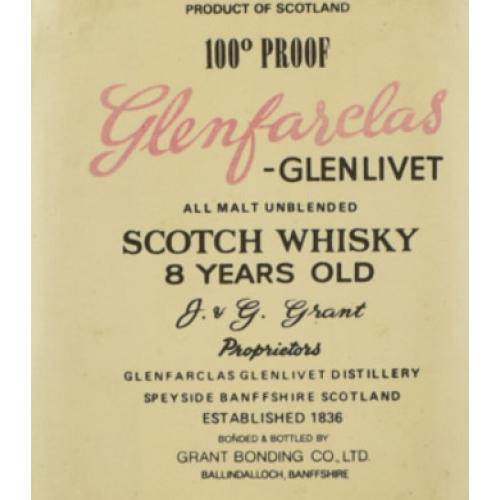 PRODUCT OF SCOTLAND
100º PROOF
Glenfarclas
-GLENLIVET
ALL MALT UNBLENDED
SCOTCH WHISKY
8 YEARS OLD
J. & G. Grant
Proprietors
GLENFARCLAS GLENLIVET DISTILLERY
SPEYSIDE BANFFSHIRE SCOTLAND
ESTABLISHED 1836
BONDED & BOTTLED BY
GRANT BONDING CO., LTD.
BALLINDALLOCH, BANFFSHIRE